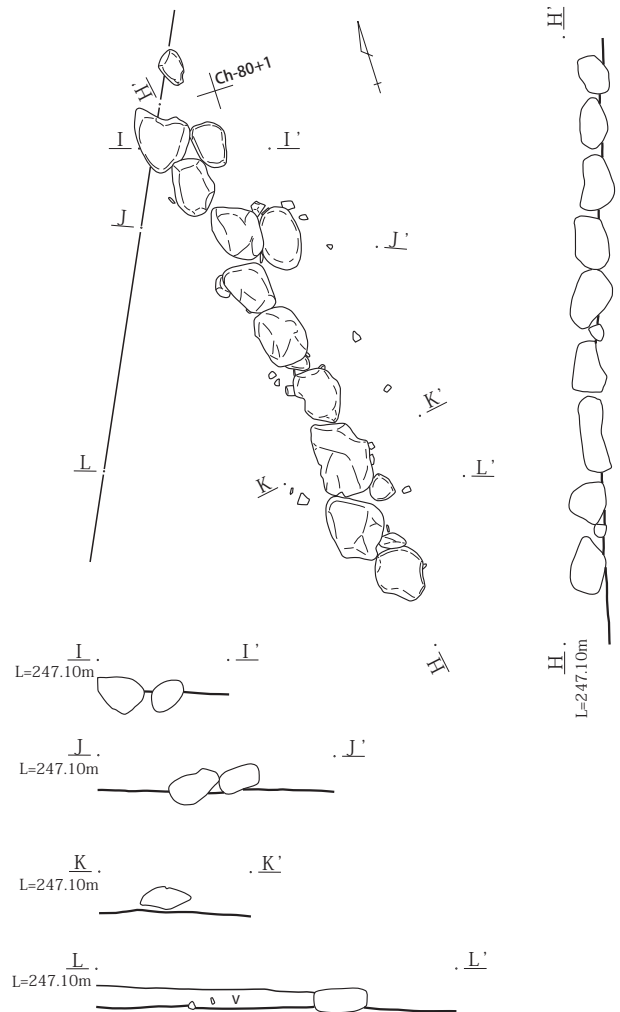 H'
Ch-80+1
H'
I
I'
J
J'
K'
L
L'
K
H
H
L=247.10m
I
I'
L=247.10m
J
J'
L=247.10m
K
K'
L=247.10m
L
L'
L=247.10m
V